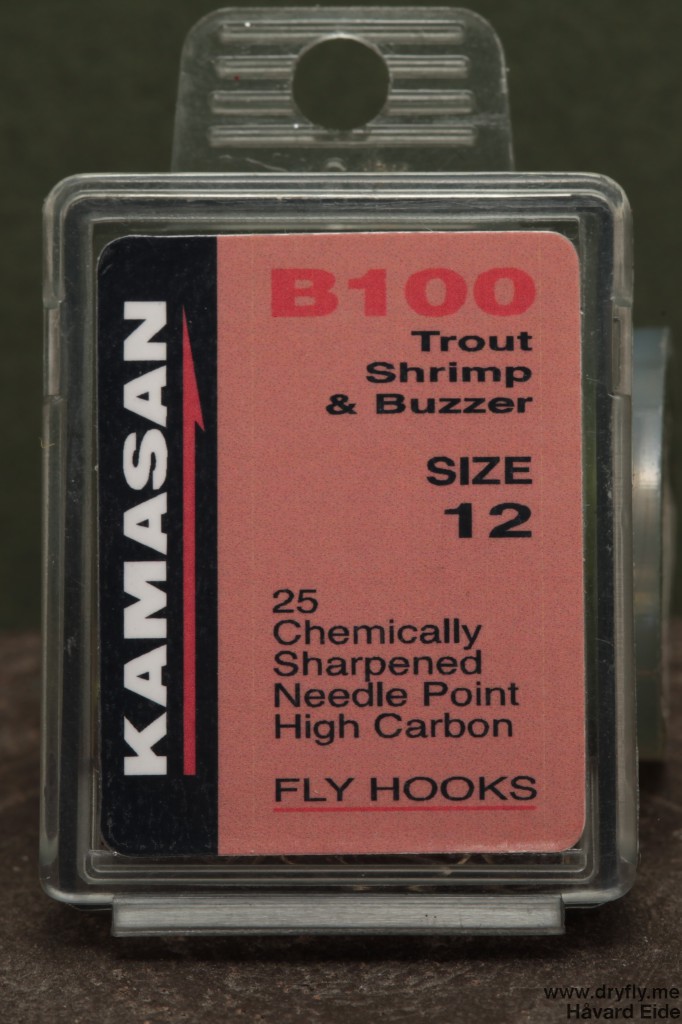 KAMASAN
B100
Trout
Shrimp
& Buzzer
SIZE
12
25
Chemically
Sharpened
Needle Point
High Carbon
FLY HOOKS
www.dryfly.me
Håvard Eide